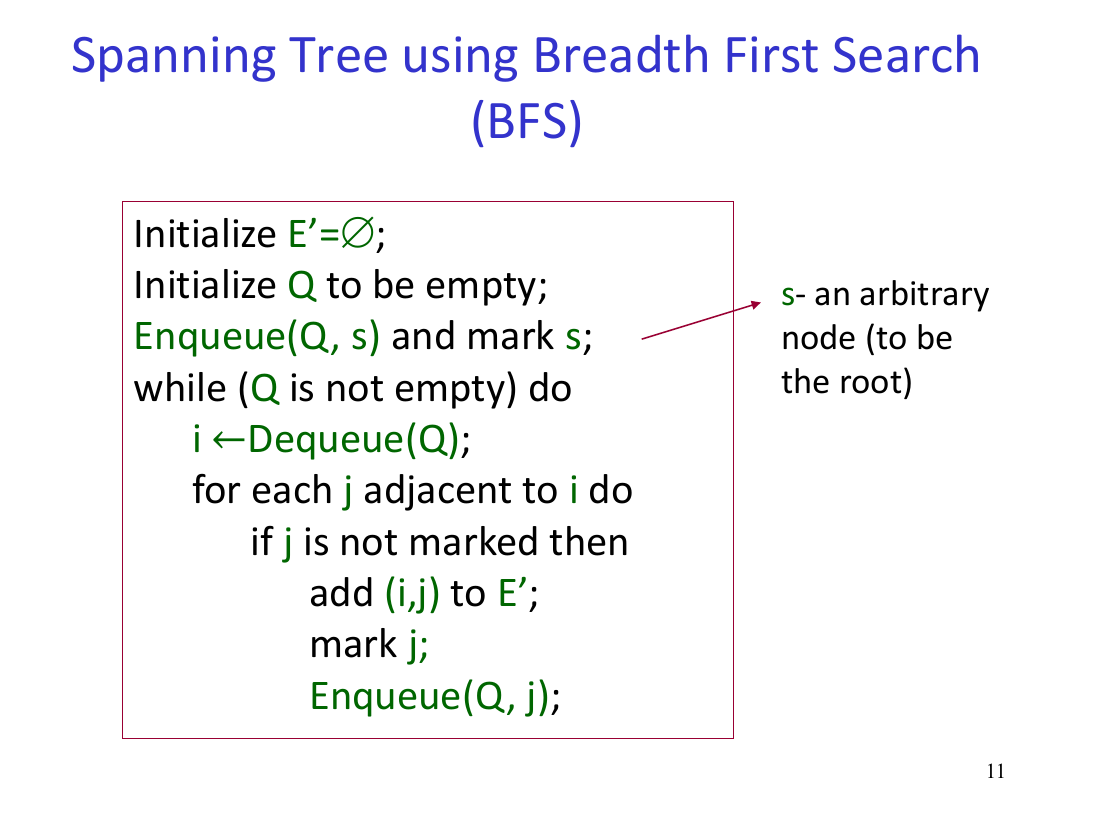 Spanning Tree using Breadth First Search
(BFS)
Initialize E’=∅;
Initialize Q to be empty;
Enqueue(Q, s) and mark s;
while (Q is not empty) do
i ←Dequeue(Q);
for each j adjacent to i do
if j is not marked then
add (i,j) to E’;
mark j;
Enqueue(Q, j);
s- an arbitrary
node (to be
the root)
11